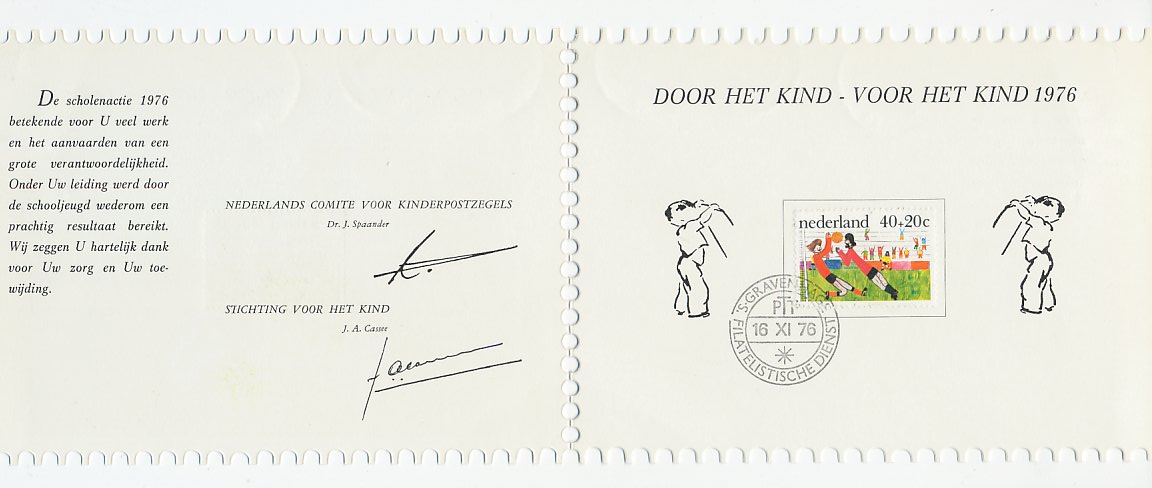 De scholenactie 1976
betekende voor U veel werk
en het aanvaarden van een
grote verantwoordelijkheid.
Onder Uw leiding werd door
de schooljeugd wederom een
prachtig resultaat bereikt.
Wij zeggen U hartelijk dank
voor Uw zorg en Uw toe-
wijding.
NEDERLANDS COMITE VOOR KINDERPOSTZEGELS
Dr. J. Spaander
STICHTING VOOR HET KIND
J. A. Cassee
DOOR HET KIND - VOOR HET KIND 1976
nederland 40+20c
'S-GRAVENHAGE
16 XI 76
FILATELISTISCHE DIENST